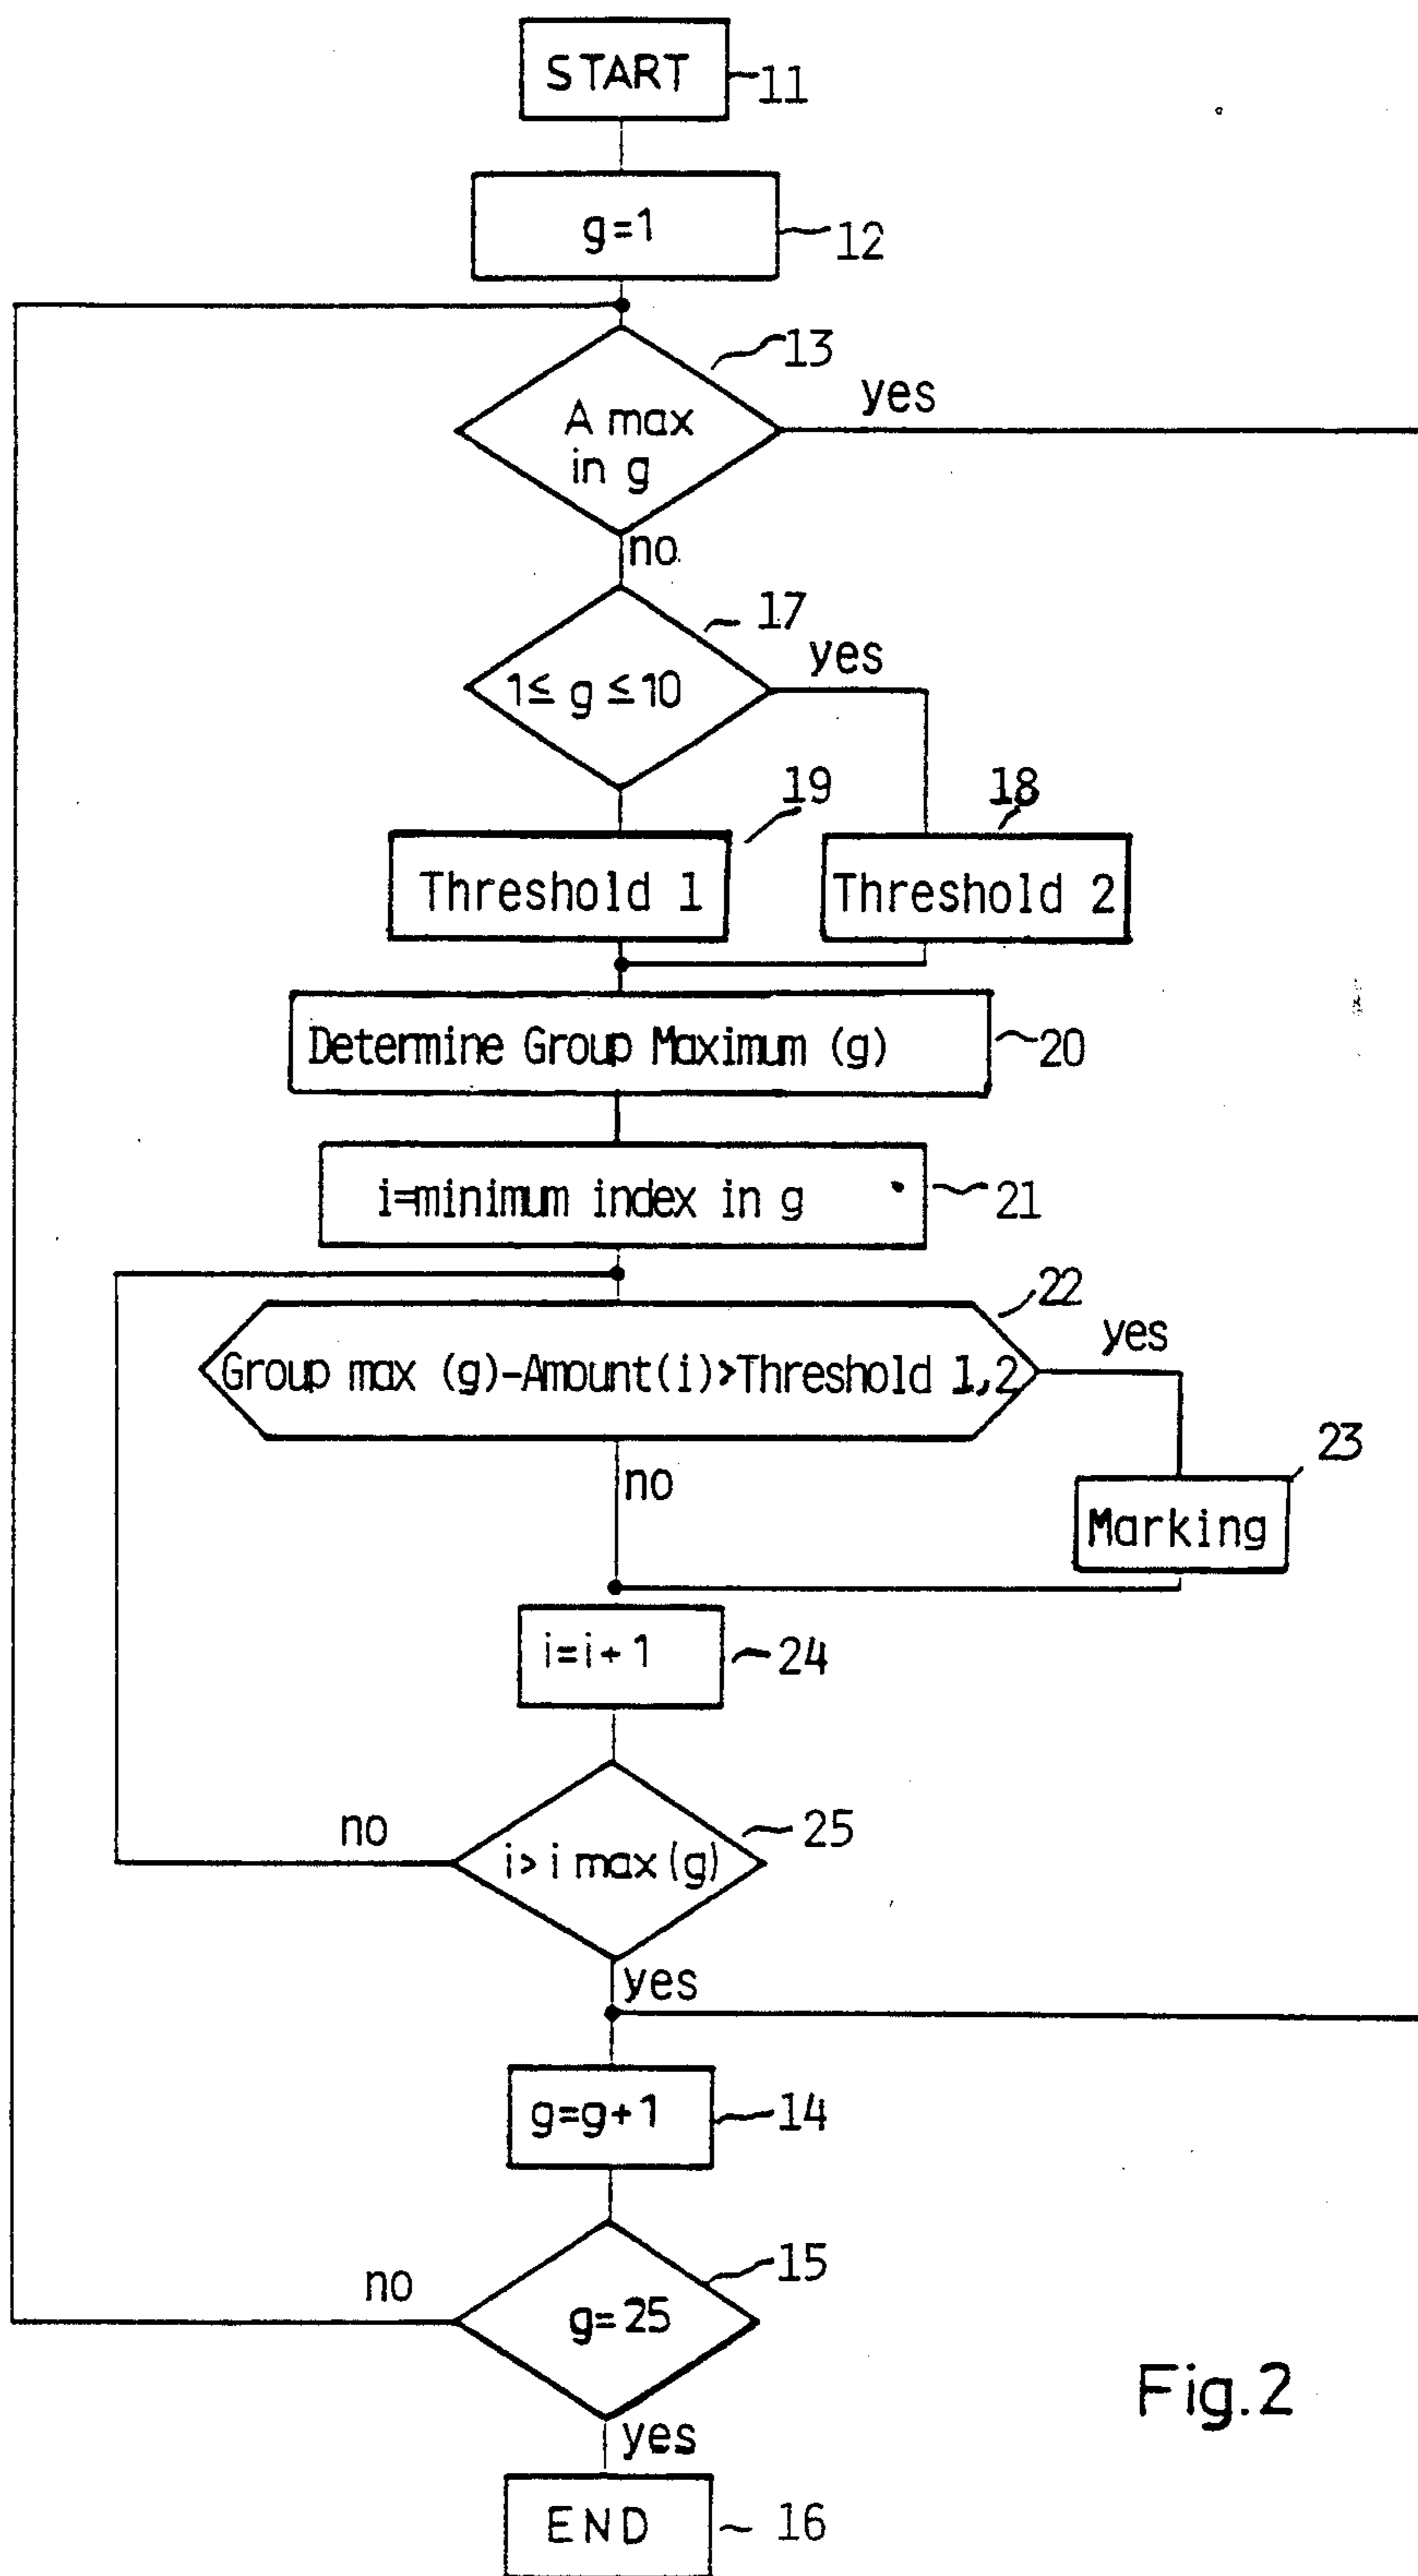 START
11
g=1
12
13
yes
A max
in g
no
17
yes
1≤ g ≤10
19
18
Threshold 1
Threshold 2
Determine Group Maximum (g)
20
i=minimum index in g
21
22
yes
Group max (g)-Amount(i)>Threshold 1,2
23
no
Marking
i=i+1
24
25
no
i> i max(g)
yes
g=g+1
14
15
no
g=25
Fig.2
yes
END
16